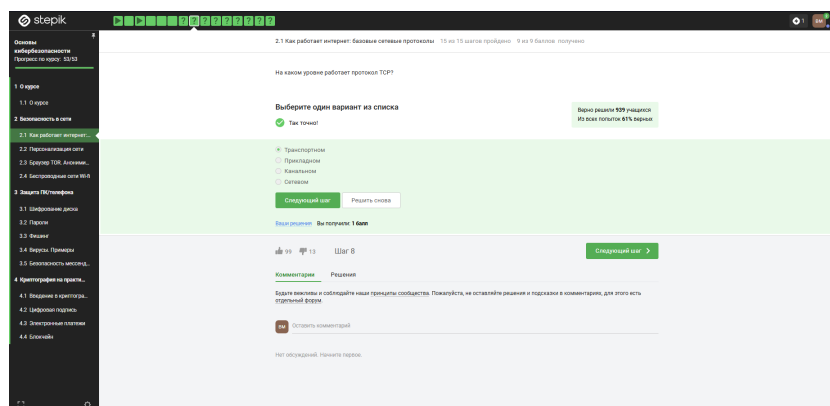 stepik
1
ВМ
Основы
кибербезопасности
Прогресс по курсу: 53/53
1 О курсе
1.1 О курсе
2 Безопасность в сети
2.1 Как работает интернет:...
2.2 Персонализация сети
2.3 Браузер TOR. Аноними...
2.4 Беспроводные сети Wi-fi
3 Защита ПК/телефона
3.1 Шифрование диска
3.2 Пароли
3.3 Фишинг
3.4 Вирусы. Примеры
3.5 Безопасность мессенд...
4 Криптография на практи...
4.1 Введение в криптогра...
4.2 Цифровая подпись
4.3 Электронные платежи
4.4 Блокчейн
2.1 Как работает интернет: базовые сетевые протоколы 15 из 15 шагов пройдено 9 из 9 баллов получено
На каком уровне работает протокол TCP?
Выберите один вариант из списка
Так точно!
Верно решили 939 учащихся
Из всех попыток 61% верных
Транспортном
Прикладном
Канальном
Сетевом
Следующий шаг Решить снова
Ваши решения Вы получили: 1 балл
99 13 Шаг 8
Следующий шаг
Комментарии Решения
Будьте вежливы и соблюдайте наши принципы сообщества. Пожалуйста, не оставляйте решения и подсказки в комментариях, для этого есть
отдельный форум.
ВМ Оставить комментарий
Нет обсуждений. Начните первое.